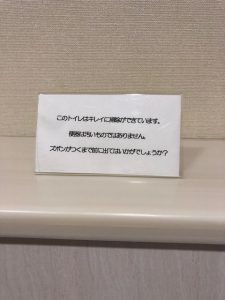 このトイレはキレイに掃除ができています。
便器は汚いものではありません。
ズボンがつくまで前に出てはいかがでしょうか?